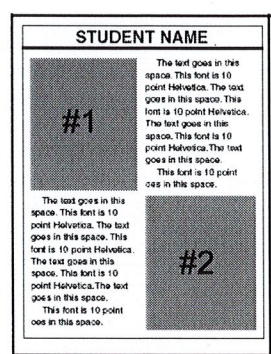 STUDENT NAME
#1
The text goes in this
space. This font is 10
point Helvetica. The text
goes in this space. This
font is 10 point Helvetica.
The text goes in this
space. This font is 10
point Helvetica. The text
goes in this space.
This font is 10 point
oes in this space.
The text goes in this
space. This font is 10
point Helvetica. The text
goes in this space. This
font is 10 point Helvetica.
The text goes in this
space. This font is 10
point Helvetica.The text
goes in this space.
This font is 10 point
oes in this space.
#2